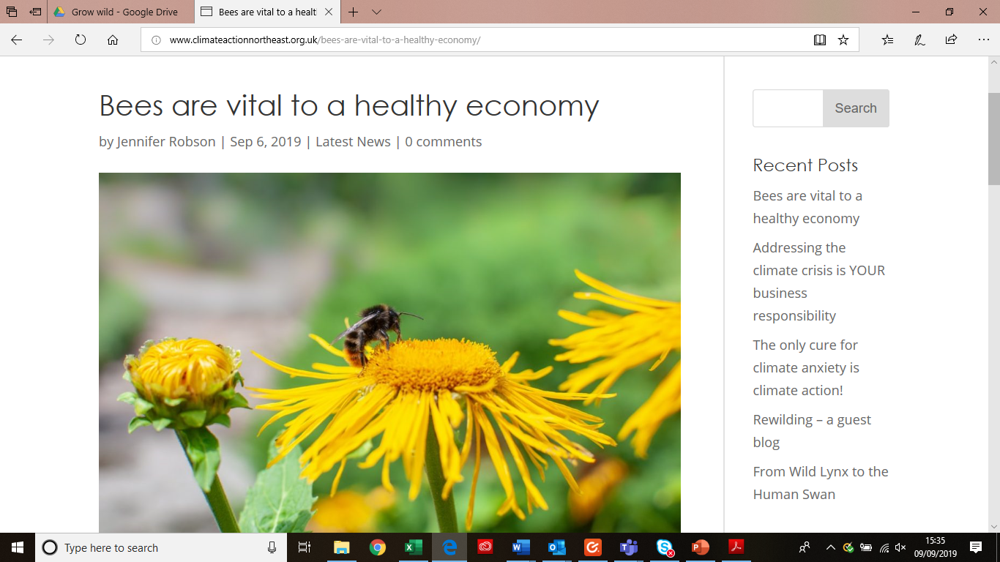 Grow wild - Google Drive
Bees are vital to a healt
www.climateactionnortheast.org.uk/bees-are-vital-to-a-healthy-economy/
Bees are vital to a healthy economy
by Jennifer Robson | Sep 6, 2019 | Latest News | 0 comments
Search
Recent Posts
Bees are vital to a
healthy economy
Addressing the
climate crisis is YOUR
business
responsibility
The only cure for
climate anxiety is
climate action!
Rewilding – a guest
blog
From Wild Lynx to the
Human Swan
Type here to search
15:35
09/09/2019